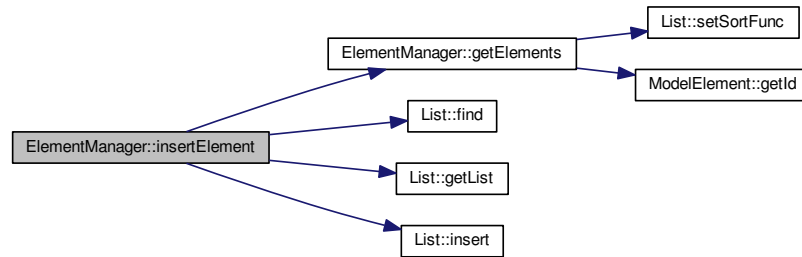 List::setSortFunc
ElementManager::getElements
ModelElement::getId
List::find
ElementManager::insertElement
List::getList
List::insert